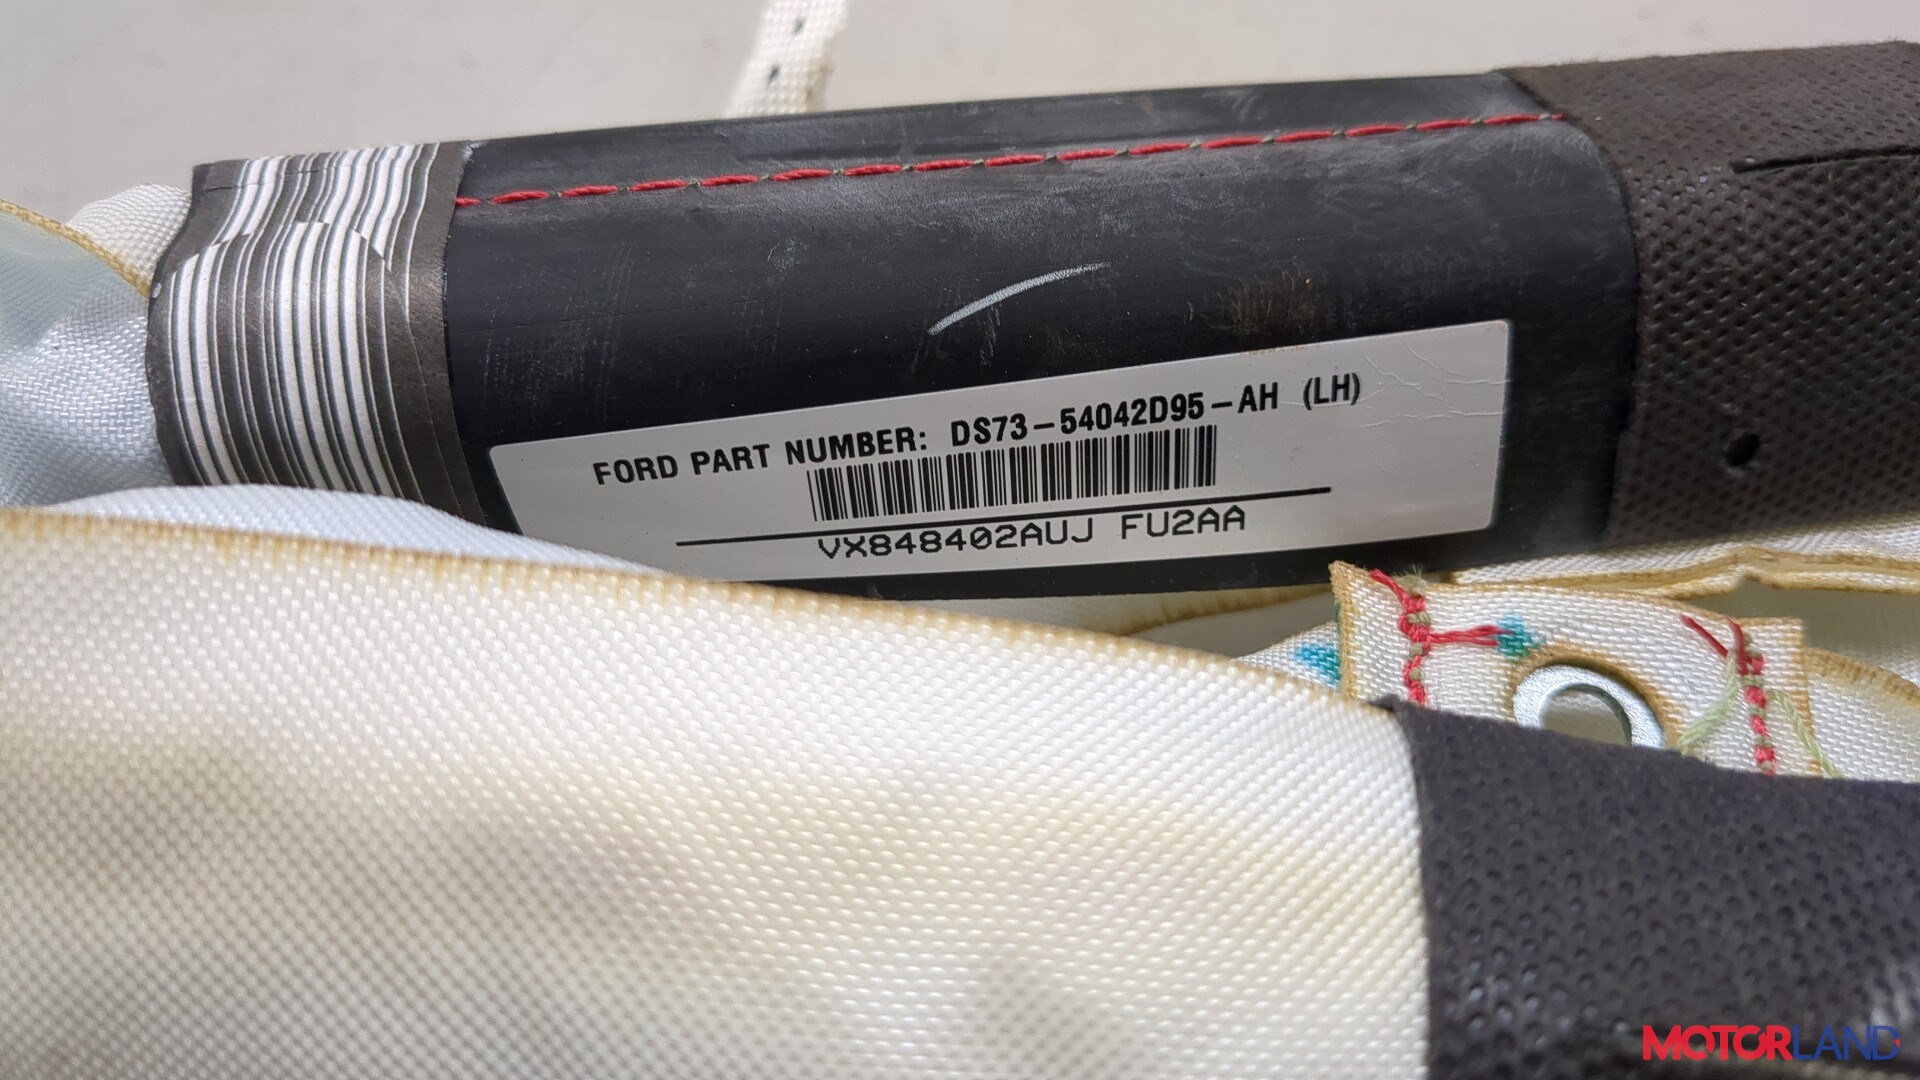 FORD PART NUMBER: DS73-54042D95-AH (LH)
VX848402AUJ FU2AA
MOTORLAND